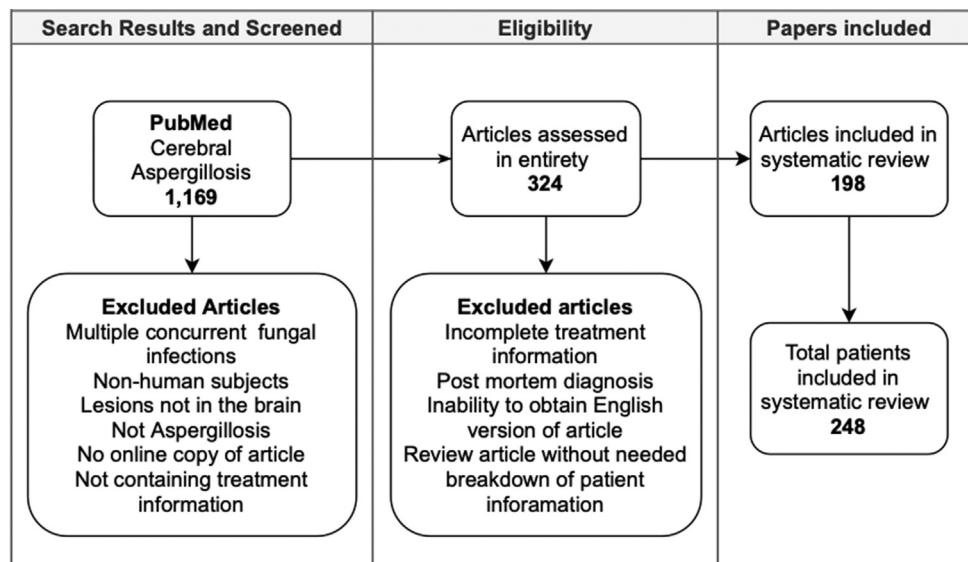 Search Results and Screened
Eligibility
Papers included
PubMed
Cerebral
Aspergillosis
1,169
Articles assessed
in entirety
324
Articles included in
systematic review
198
Excluded Articles
Multiple concurrent fungal
infections
Non-human subjects
Lesions not in the brain
Not Aspergillosis
No online copy of article
Not containing treatment
information
Excluded articles
Incomplete treatment
information
Post mortem diagnosis
Inability to obtain English
version of article
Review article without needed
breakdown of patient
inforamation
Total patients
included in
systematic review
248